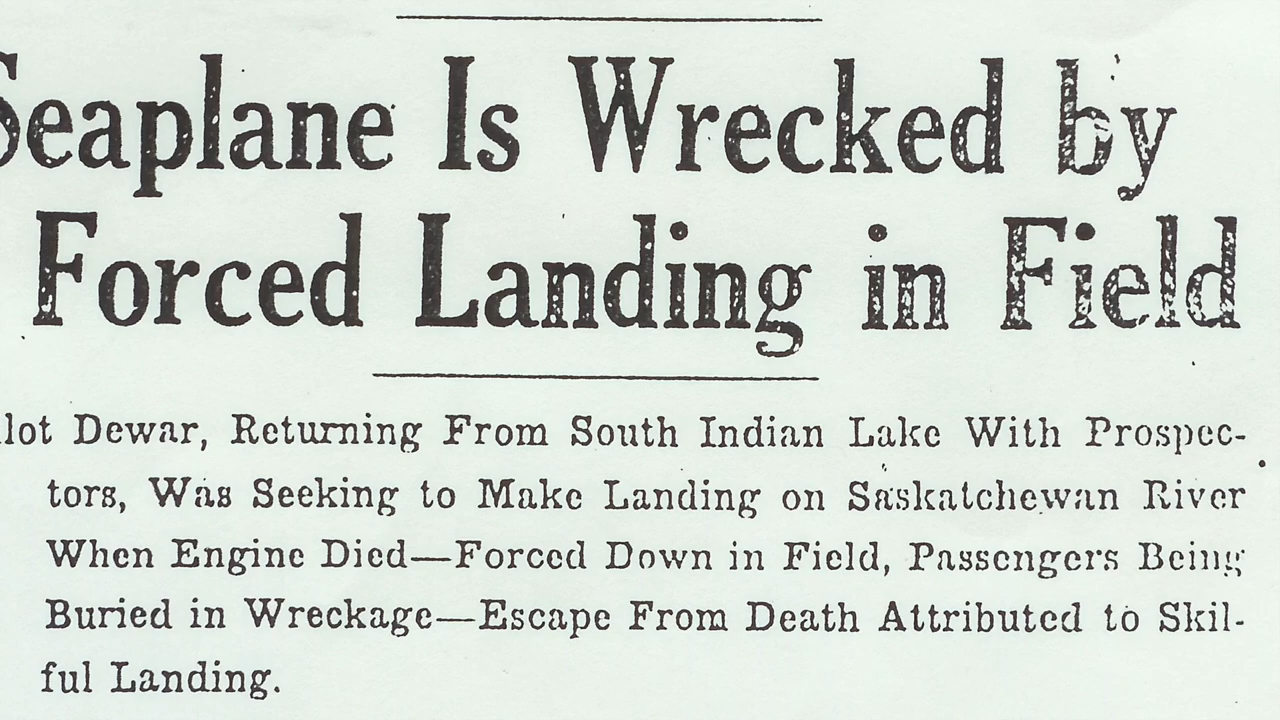 Seaplane Is Wrecked by
Forced Landing in Field
lot Dewar, Returning From South Indian Lake With Prospec-
tors, Was Seeking to Make Landing on Saskatchewan River
When Engine Died—Forced Down in Field, Passengers Being
Buried in Wreckage—Escape From Death Attributed to Skil-
ful Landing.